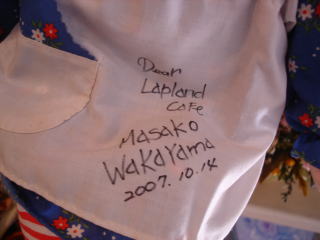 Dear
Lapland
Cafe
Masako
Wakayama
2007.10.14